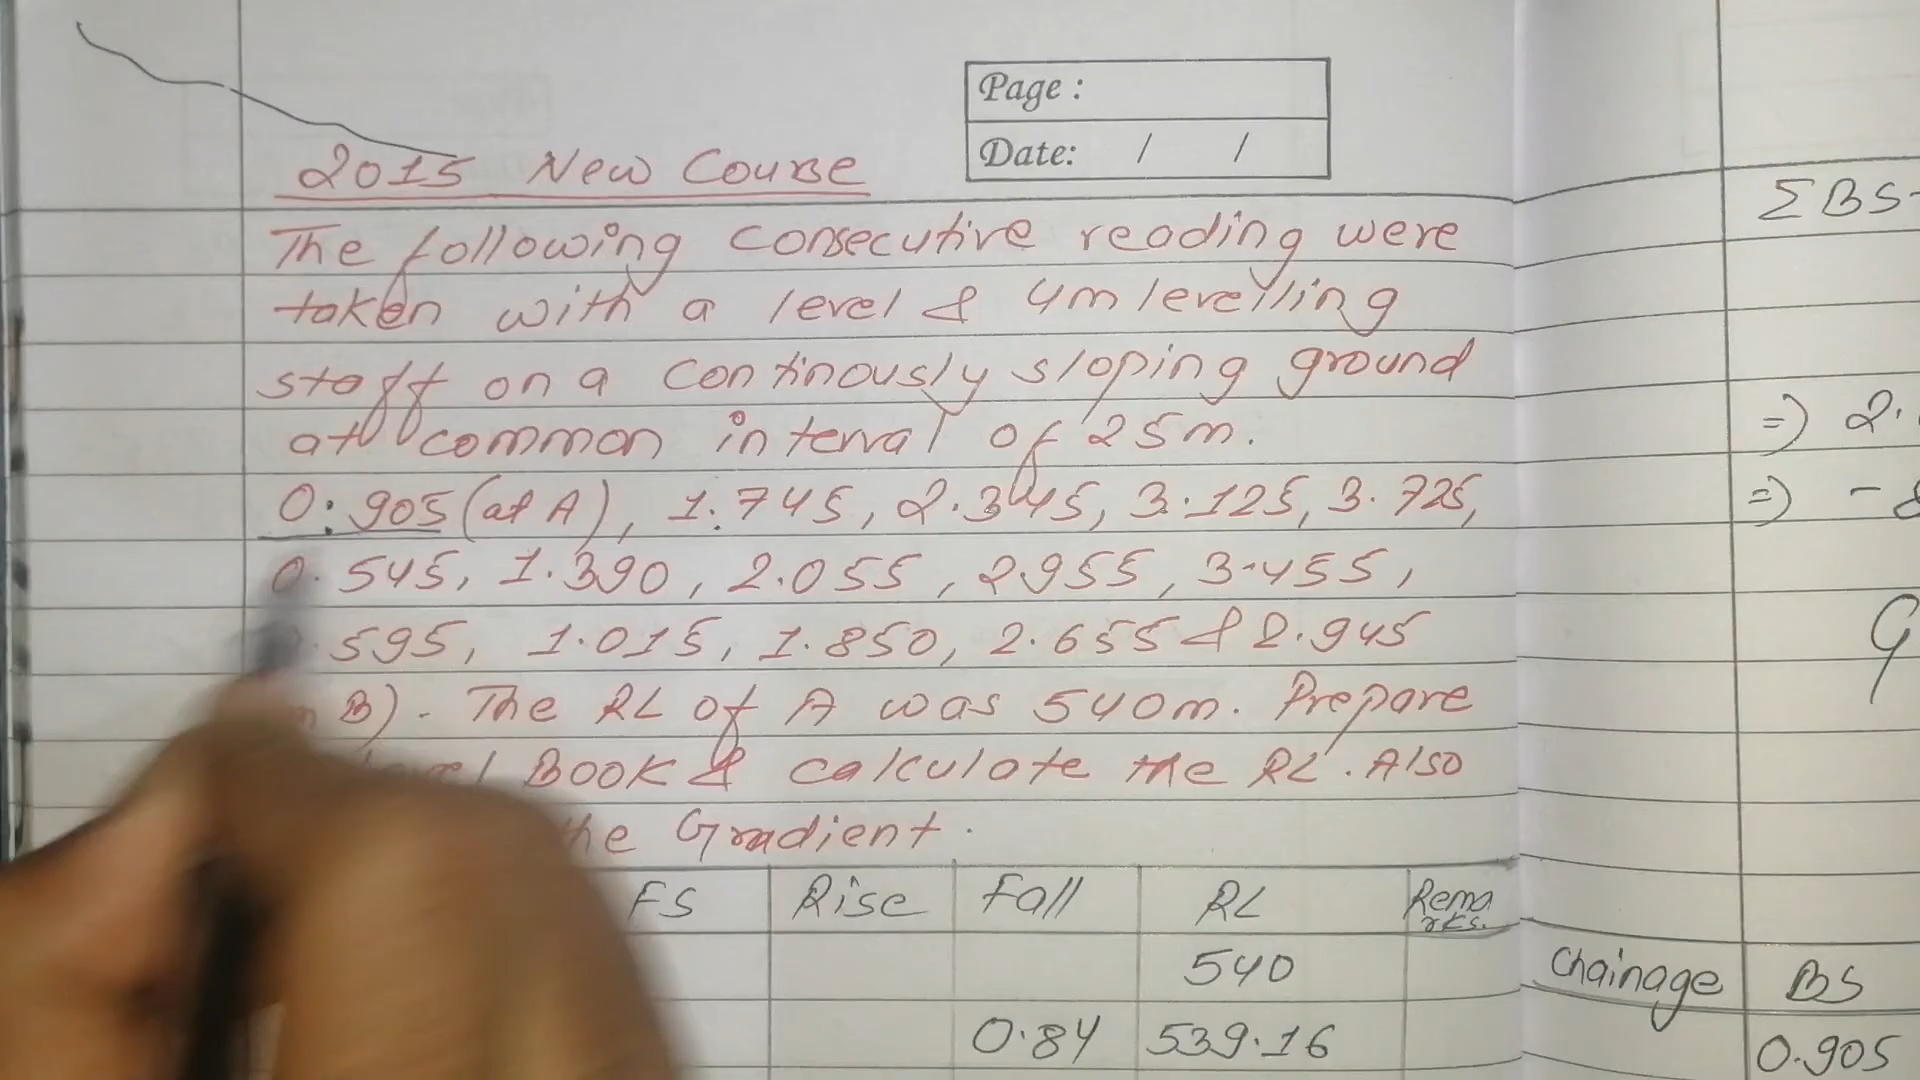 Page :
Date: / /
2015 New Course
The following consecutive reading were
taken with a level & 4m levelling
staff on a continously sloping ground
at common interval of 25m.
0.905 (at A), 1.745, 2.345, 3.125, 3.725,
0.545, 1.390, 2.055, 2955, 3.455,
.595, 1.015, 1.850, 2.655 & 2.945
B). The RL of A was 540m. Prepare
Book & calculate the RL. Also
the Gradient.
FS Rise Fall RL Rema
rks.
540
0.84 539.16
ΣBS-
=) 2.
=) -
Chainage BS
0.905